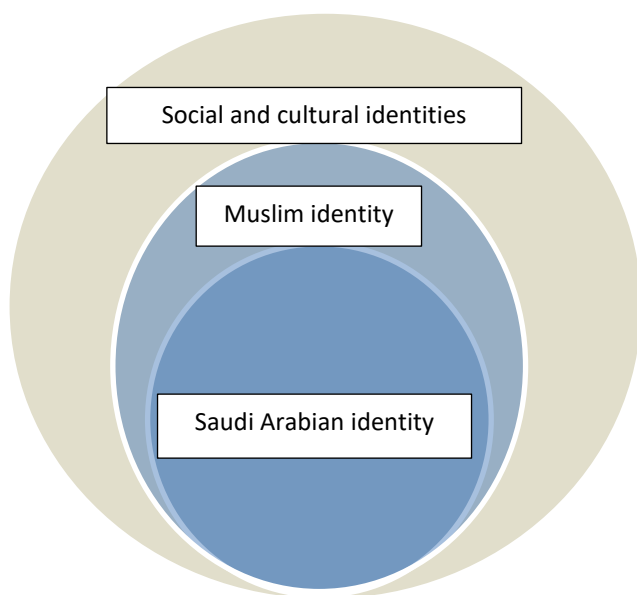 Social and cultural identities
Muslim identity
Saudi Arabian identity